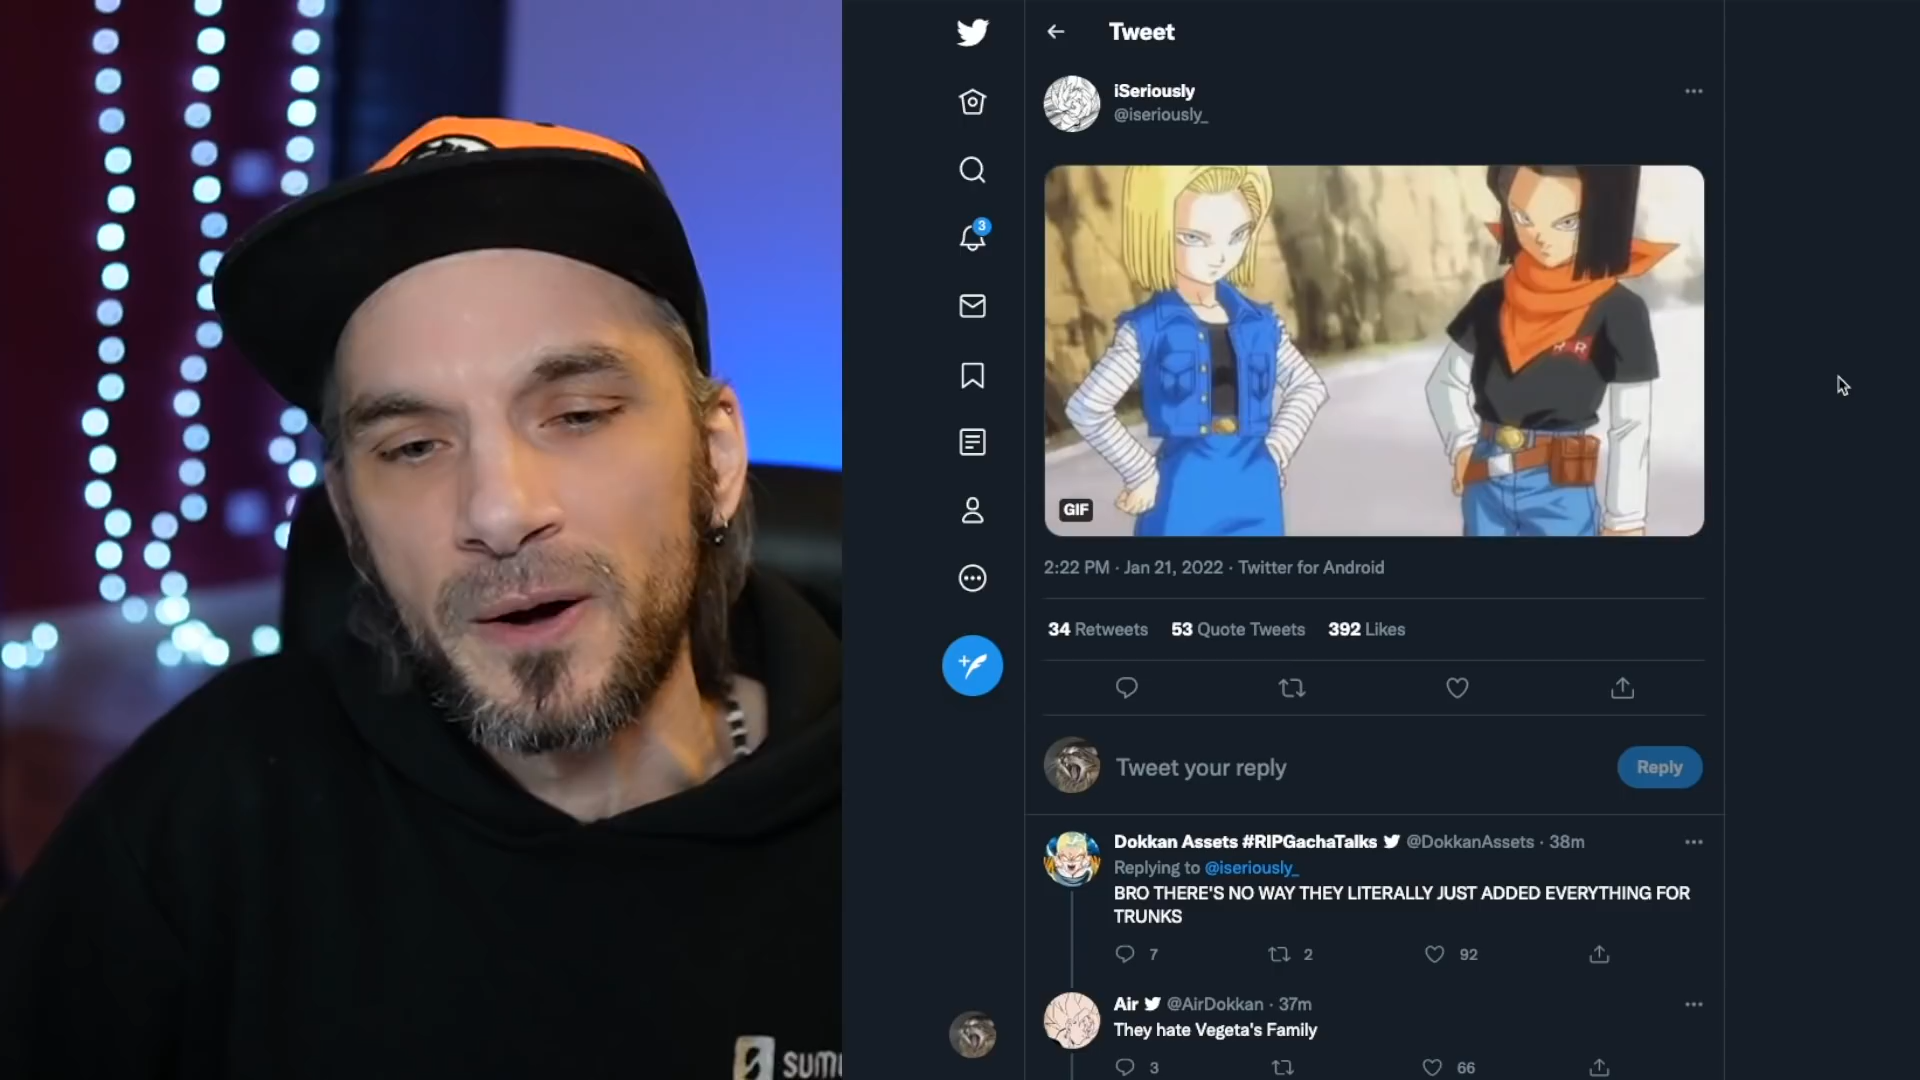 Tweet
iSeriously
@iseriously_
3
RR
GIF
2:22 PM · Jan 21, 2022 · Twitter for Android
34 Retweets 53 Quote Tweets 392 Likes
Tweet your reply
Reply
Dokkan Assets #RIPGachaTalks @DokkanAssets · 38m
Replying to @iseriously_
BRO THERE'S NO WAY THEY LITERALLY JUST ADDED EVERYTHING FOR
TRUNKS
7 2 92
Air @AirDokkan · 37m
They hate Vegeta's Family
3 66